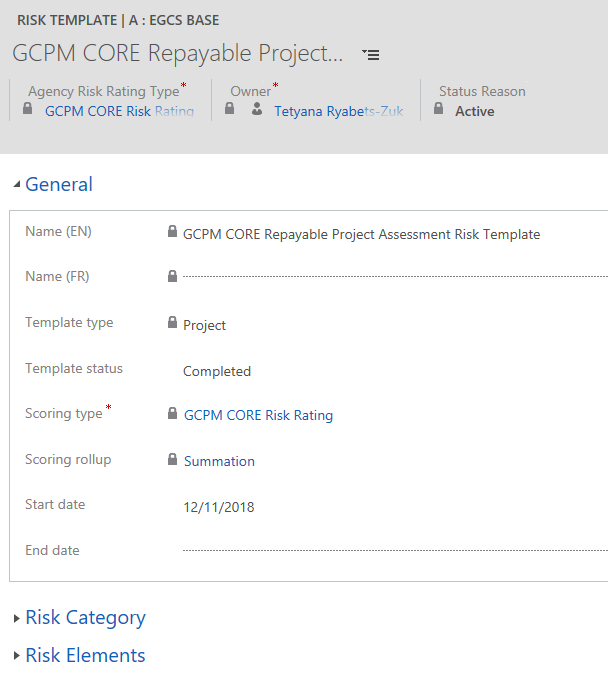 RISK TEMPLATE | A : EGCS BASE
GCPM CORE Repayable Project...
Agency Risk Rating Type* Owner* Status Reason
GCPM CORE Risk Rating Tetyana Ryabets-Zuk Active
General
Name (EN) GCPM CORE Repayable Project Assessment Risk Template
Name (FR)
Template type Project
Template status Completed
Scoring type* GCPM CORE Risk Rating
Scoring rollup Summation
Start date 12/11/2018
End date
Risk Category
Risk Elements